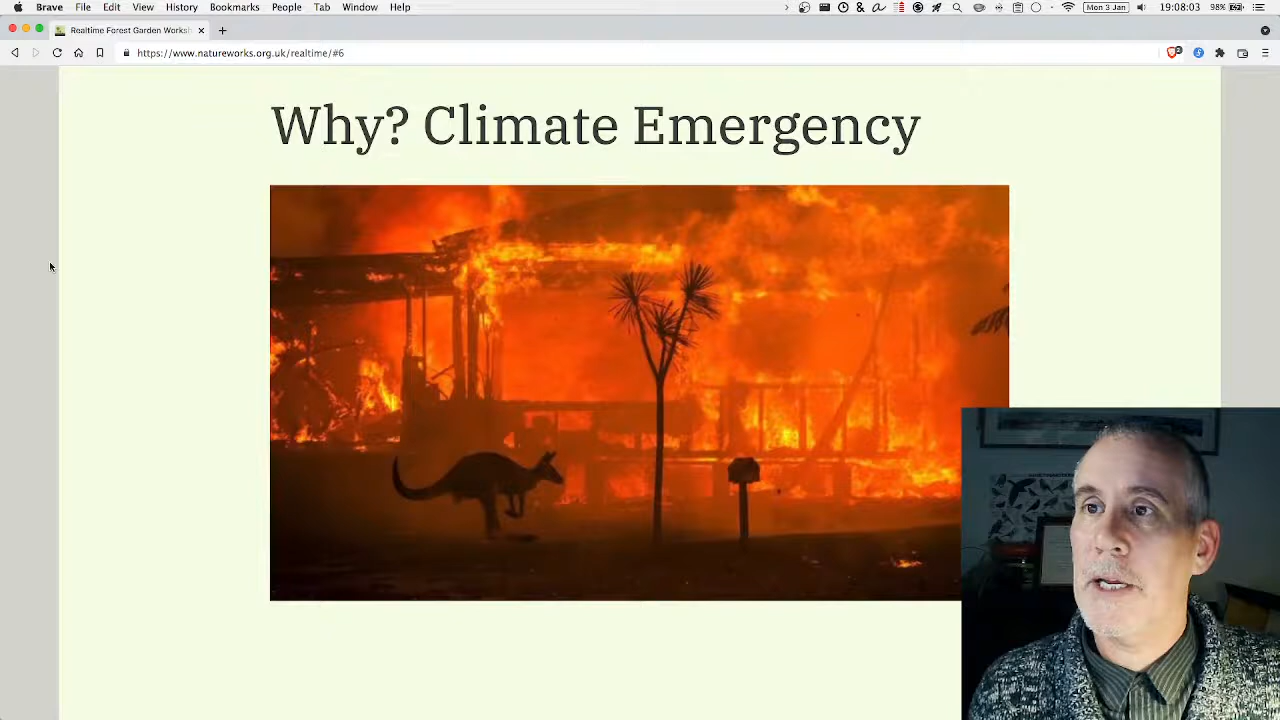 Brave File Edit View History Bookmarks People Tab Window Help Mon 3 Jan 19:08:03 98%
Realtime Forest Garden Worksh
https://www.natureworks.org.uk/realtime/#6
Why? Climate Emergency